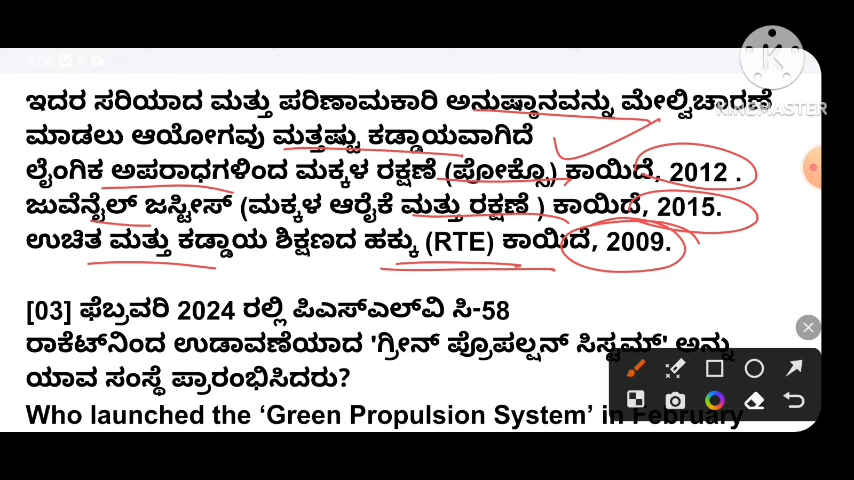 K
KINEMASTER
ಇದರ ಸರಿಯಾದ ಮತ್ತು ಪರಿಣಾಮಕಾರಿ ಅನುಷ್ಠಾನವನ್ನು ಮೇಲ್ವಿಚಾರಣೆ
ಮಾಡಲು ಆಯೋಗವು ಮತ್ತಷ್ಟು ಕಡ್ಡಾಯವಾಗಿದೆ
ಲೈಂಗಿಕ ಅಪರಾಧಗಳಿಂದ ಮಕ್ಕಳ ರಕ್ಷಣೆ (ಪೋಕ್ಸೊ) ಕಾಯಿದೆ, 2012 .
ಜುವೆನೈಲ್ ಜಸ್ಟೀಸ್ (ಮಕ್ಕಳ ಆರೈಕೆ ಮತ್ತು ರಕ್ಷಣೆ ) ಕಾಯಿದೆ, 2015.
ಉಚಿತ ಮತ್ತು ಕಡ್ಡಾಯ ಶಿಕ್ಷಣದ ಹಕ್ಕು (RTE) ಕಾಯಿದೆ, 2009.
[03] ಫೆಬ್ರವರಿ 2024 ರಲ್ಲಿ ಪಿಎಸ್ಎಲ್‌ವಿ ಸಿ-58
ರಾಕೆಟ್‌ನಿಂದ ಉಡಾವಣೆಯಾದ 'ಗ್ರೀನ್ ಪ್ರೊಪಲ್ಷನ್ ಸಿಸ್ಟಮ್' ಅನ್ನು
ಯಾವ ಸಂಸ್ಥೆ ಪ್ರಾರಂಭಿಸಿದರು?
Who launched the ‘Green Propulsion System’ in February